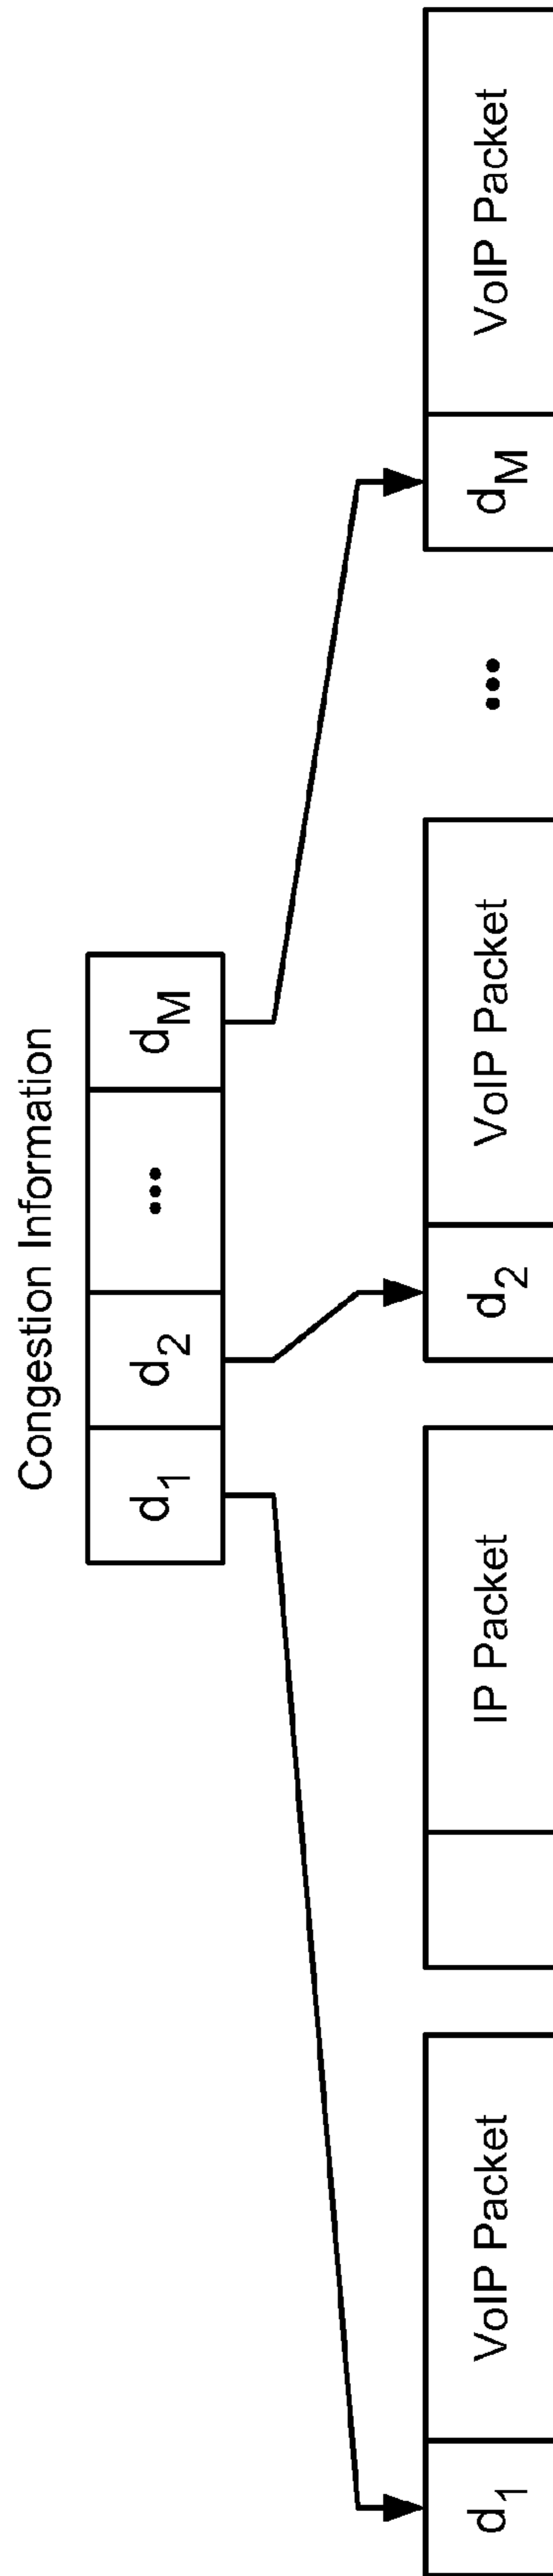 Congestion Information
d1 d2 ... dM
d1 VoIP Packet IP Packet d2 VoIP Packet ... dM VoIP Packet